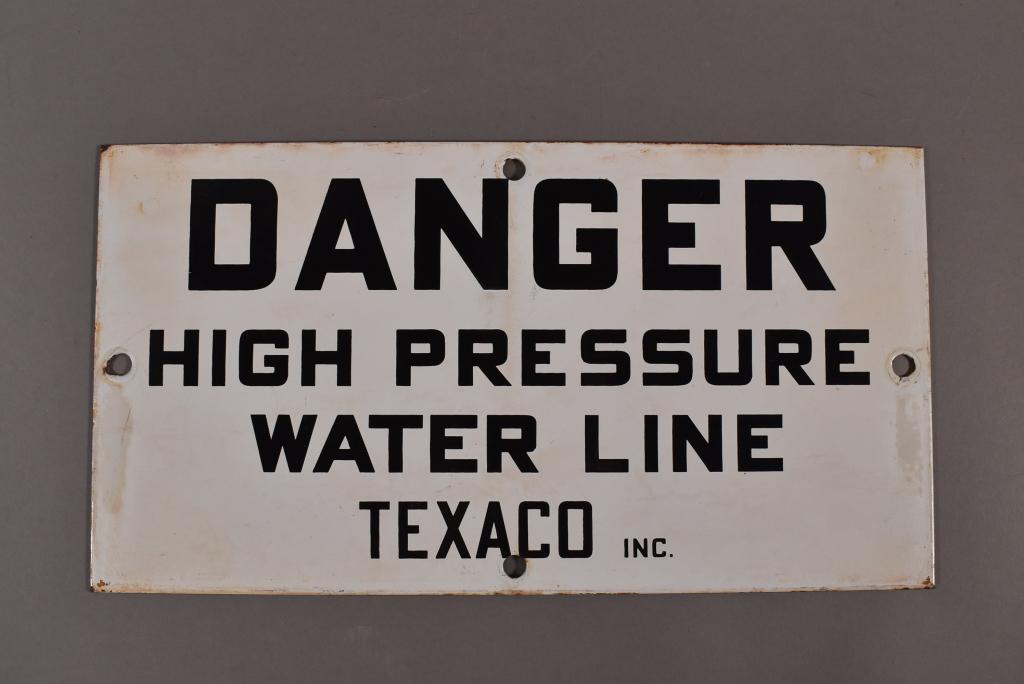 DANGER
HIGH PRESSURE
WATER LINE
TEXACO INC.